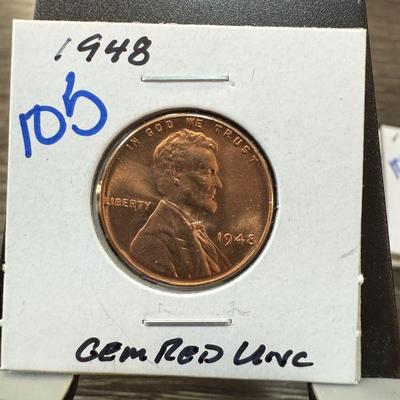 1948
105
IN GOD WE TRUST
LIBERTY
1948
GEM RED UNC